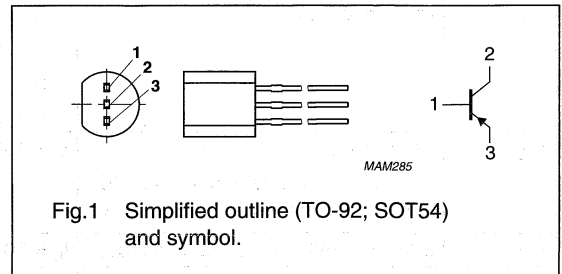 1
2
3
2
1
3
MAM285
Fig.1 Simplified outline (TO-92; SOT54)
and symbol.